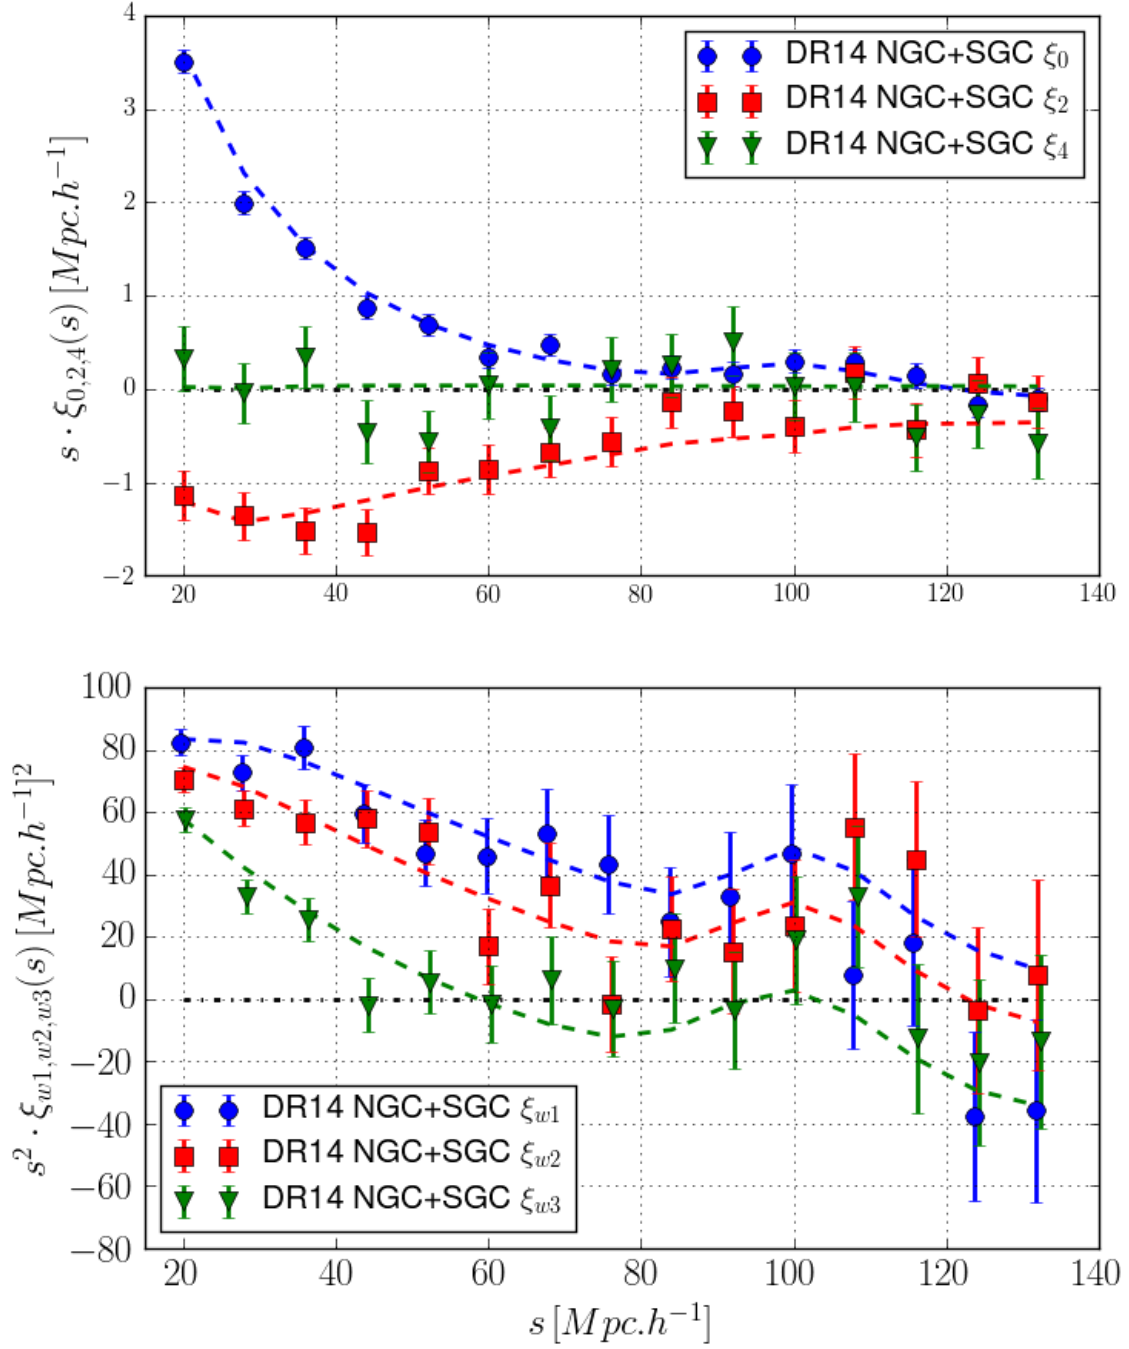 4
3
2
1
0
−1
−2
s · ξ0,2,4(s) [Mpc.h−1]
DR14 NGC+SGC ξ0
DR14 NGC+SGC ξ2
DR14 NGC+SGC ξ4
20 40 60 80 100 120 140
100
80
60
40
20
0
−20
−40
−60
−80
s² · ξw1,w2,w3(s) [Mpc.h−1]²
DR14 NGC+SGC ξw1
DR14 NGC+SGC ξw2
DR14 NGC+SGC ξw3
20 40 60 80 100 120 140
s [Mpc.h−1]